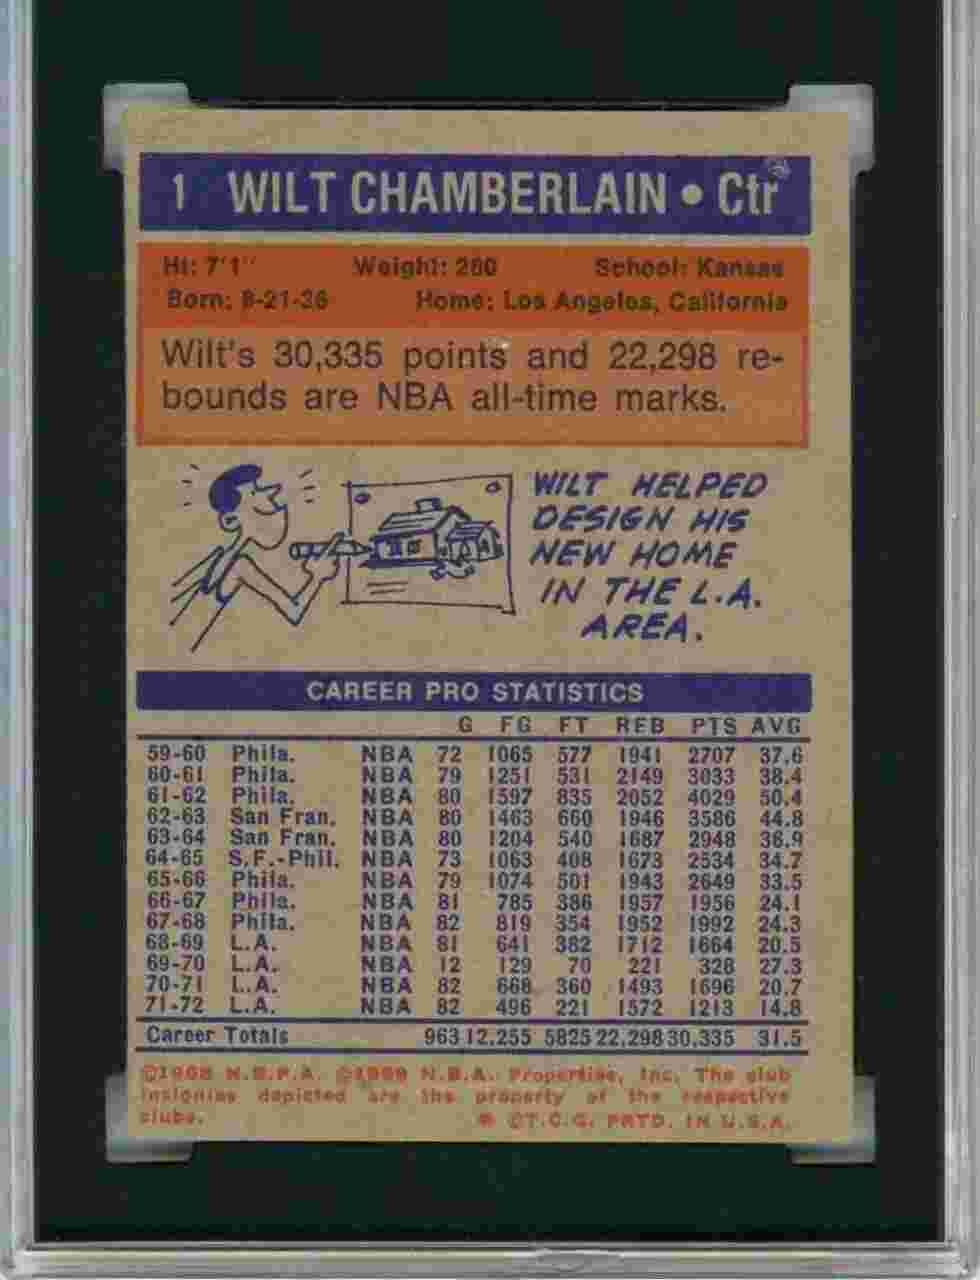 1 WILT CHAMBERLAIN • Ctr
Ht: 7'1" Weight: 260 School: Kansas
Born: 8-21-36 Home: Los Angeles, California
Wilt's 30,335 points and 22,298 re-
bounds are NBA all-time marks.
WILT HELPED
DESIGN HIS
NEW HOME
IN THE L.A.
AREA.
CAREER PRO STATISTICS
G FG FT REB PTS AVG
59-60 Phila. NBA 72 1065 577 1941 2707 37.6
60-61 Phila. NBA 79 1251 531 2149 3033 38.4
61-62 Phila. NBA 80 1597 835 2052 4029 50.4
62-63 San Fran. NBA 80 1463 660 1946 3586 44.8
63-64 San Fran. NBA 80 1204 540 1687 2948 36.9
64-65 S.F.-Phil. NBA 73 1063 408 1673 2534 34.7
65-66 Phila. NBA 79 1074 501 1943 2649 33.5
66-67 Phila. NBA 81 785 386 1957 1956 24.1
67-68 Phila. NBA 82 819 354 1952 1992 24.3
68-69 L.A. NBA 81 641 382 1712 1664 20.5
69-70 L.A. NBA 12 129 70 221 328 27.3
70-71 L.A. NBA 82 668 360 1493 1696 20.7
71-72 L.A. NBA 82 496 221 1572 1213 14.8
Career Totals 963 12,255 5825 22,298 30,335 31.5
©1968 N.B.P.A. ©1969 N.B.A. Properties, Inc. The club
insignias depicted are the property of the respective
clubs. ©T.C.G. PRTD. IN U.S.A.